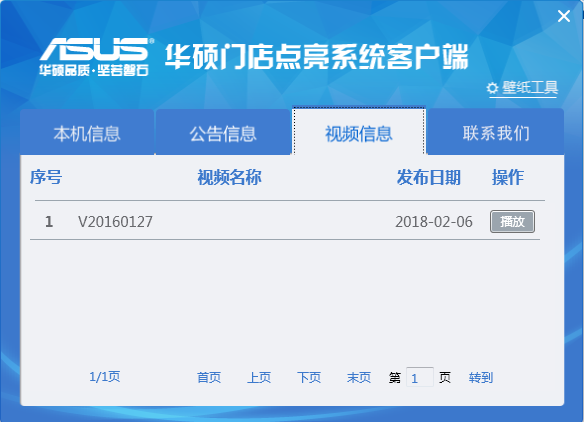 ASUS 华硕门店点亮系统客户端
华硕品质·坚若磐石
壁纸工具
本机信息 公告信息 视频信息 联系我们
序号 视频名称 发布日期 操作
1 V20160127 2018-02-06 播放
1/1页 首页 上页 下页 末页 第 1 页 转到